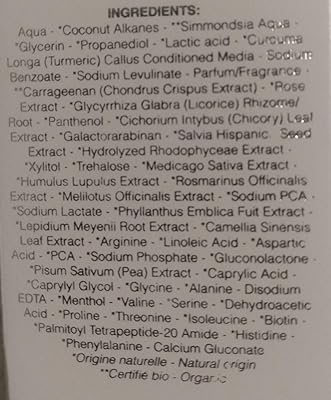 INGREDIENTS:
Aqua - *Coconut Alkanes - **Simmondsia Aqua -
*Glycerin - *Propanediol - *Lactic acid - *Curcuma
Longa (Turmeric) Callus Conditioned Media - Sodium
Benzoate - *Sodium Levulinate - Parfum/Fragrance -
**Carrageenan (Chondrus Crispus Extract) - *Rose
Extract - *Glycyrrhiza Glabra (Licorice) Rhizome/
Root - *Panthenol - *Cichorium Intybus (Chicory) Leaf
Extract - *Galactorarabinan - *Salvia Hispanic Seed
Extract - *Hydrolyzed Rhodophyceae Extract -
*Xylitol - *Trehalose - *Medicago Sativa Extract -
*Humulus Lupulus Extract - *Rosmarinus Officinalis
Extract - *Melilotus Officinalis Extract - *Sodium PCA -
*Sodium Lactate - *Phyllanthus Emblica Fuit Extract -
*Lepidium Meyenii Root Extract - *Camellia Sinensis
Leaf Extract - *Arginine - *Linoleic Acid - *Aspartic
Acid - *PCA - *Sodium Phosphate - *Gluconolactone -
*Pisum Sativum (Pea) Extract - *Caprylic Acid -
*Caprylyl Glycol - *Glycine - *Alanine - Disodium
EDTA - *Menthol - *Valine - *Serine - *Dehydroacetic
Acid - *Proline - *Threonine - *Isoleucine - *Biotin -
*Palmitoyl Tetrapeptide-20 Amide - *Histidine -
*Phenylalanine - Calcium Gluconate
*Origine naturelle - Natural origin
**Certifié bio - Organic